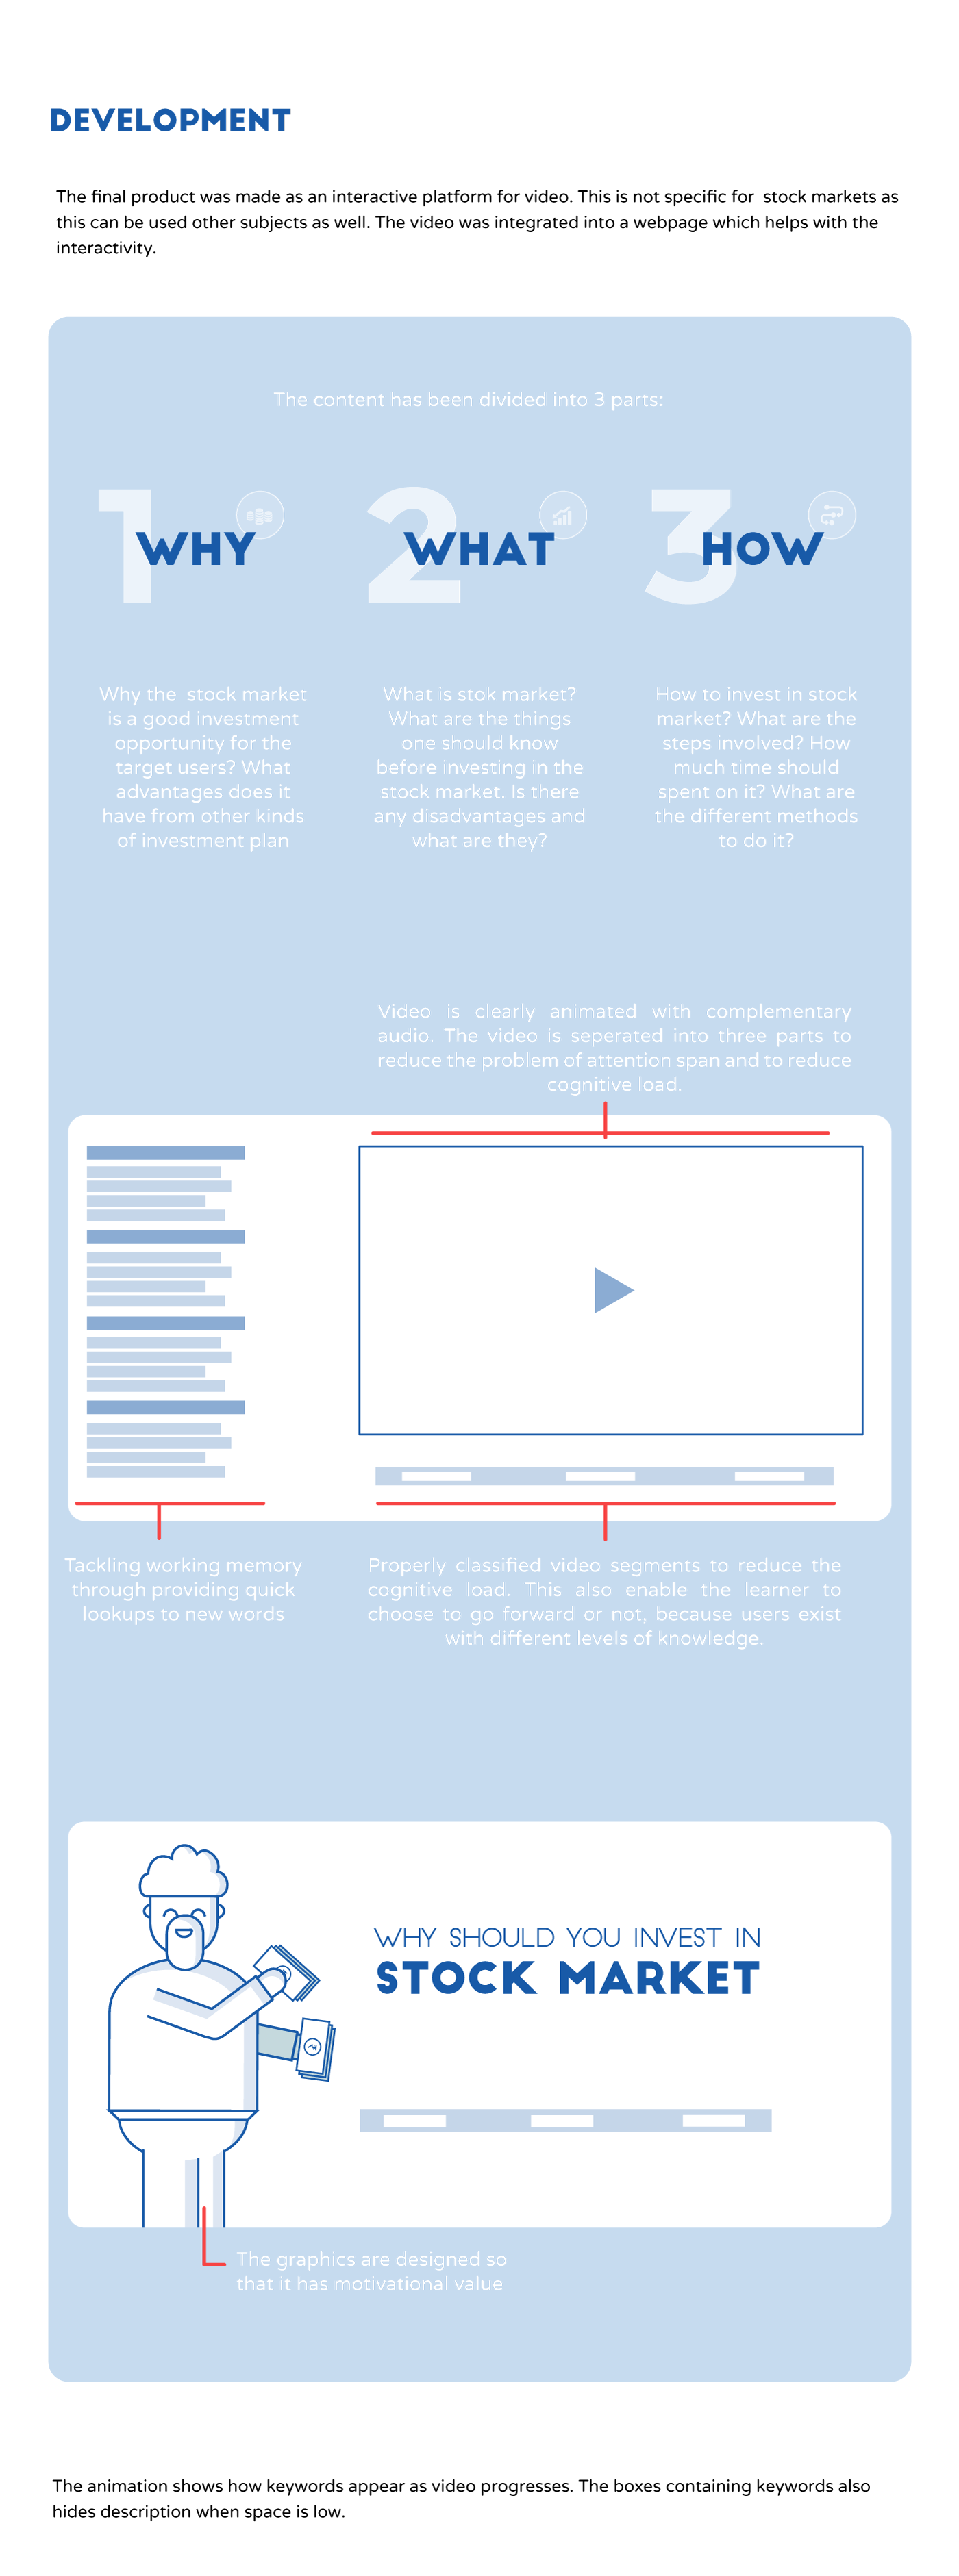 DEVELOPMENT
The final product was made as an interactive platform for video. This is not specific for  stock markets as
this can be used other subjects as well. The video was integrated into a webpage which helps with the
interactivity.
The content has been divided into 3 parts:
1 WHY
2 WHAT
3 HOW
Why the  stock market
is a good investment
opportunity for the
target users? What
advantages does it
have from other kinds
of investment plan
What is stok market?
What are the things
one should know
before investing in the
stock market. Is there
any disadvantages and
what are they?
How to invest in stock
market? What are the
steps involved? How
much time should
spent on it? What are
the different methods
to do it?
Video is clearly animated with complementary
audio. The video is seperated into three parts to
reduce the problem of attention span and to reduce
cognitive load.
Tackling working memory
through providing quick
lookups to new words
Properly classified video segments to reduce the
cognitive load. This also enable the learner to
choose to go forward or not, because users exist
with different levels of knowledge.
WHY SHOULD YOU INVEST IN
STOCK MARKET
The graphics are designed so
that it has motivational value
The animation shows how keywords appear as video progresses. The boxes containing keywords also
hides description when space is low.